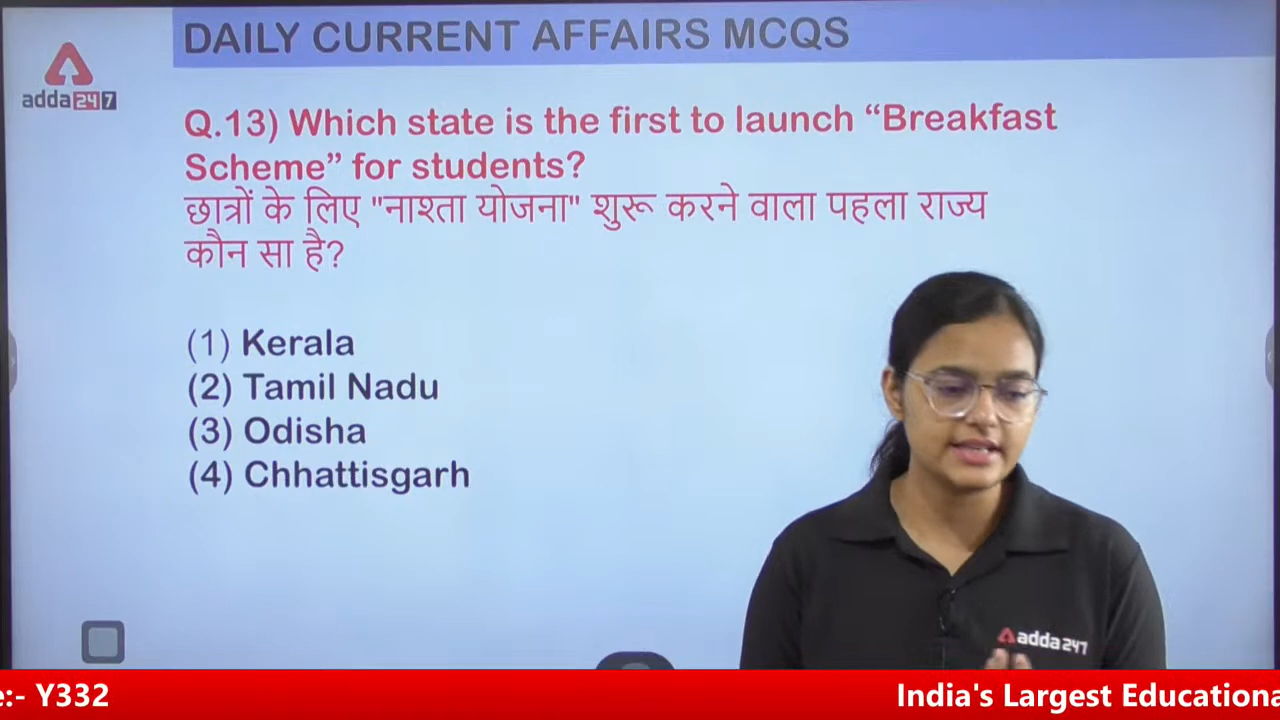 DAILY CURRENT AFFAIRS MCQS
adda247
Q.13) Which state is the first to launch “Breakfast
Scheme” for students?
छात्रों के लिए "नाश्ता योजना" शुरू करने वाला पहला राज्य
कौन सा है?
(1) Kerala
(2) Tamil Nadu
(3) Odisha
(4) Chhattisgarh
adda247
:- Y332
India's Largest Educationa